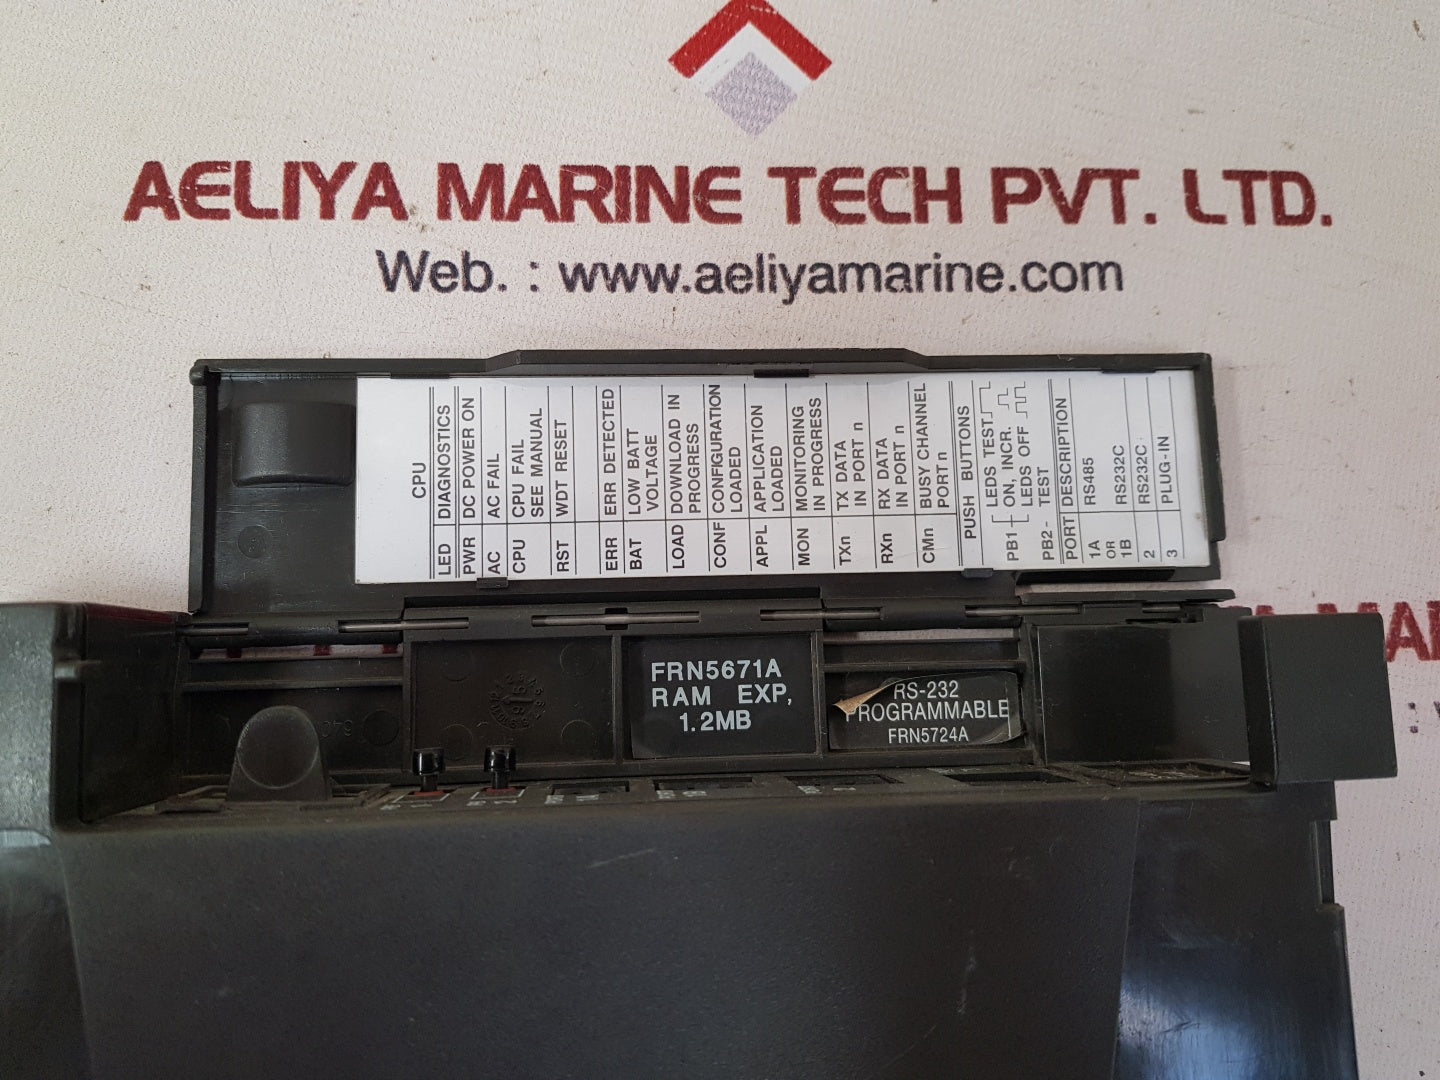 AELIYA MARINE TECH PVT. LTD.
Web. : www.aeliyamarine.com
CPU
LED DIAGNOSTICS
PWR DC POWER ON
AC AC FAIL
CPU CPU FAIL
SEE MANUAL
RST WDT RESET
ERR ERR DETECTED
BAT LOW BATT
VOLTAGE
LOAD DOWNLOAD IN
PROGRESS
CONF CONFIGURATION
LOADED
APPL APPLICATION
LOADED
MON MONITORING
IN PROGRESS
TXn TX DATA
IN PORT n
RXn RX DATA
IN PORT n
CMn BUSY CHANNEL
PORT n
PUSH BUTTONS
LEDS TEST
PB1 ON, INCR.
LEDS OFF
PB2 - TEST
PORT DESCRIPTION
1A RS485
OR
1B RS232C
2 RS232C
3 PLUG-IN
FRN5671A
RAM EXP,
1.2MB
RS-232
PROGRAMMABLE
FRN5724A